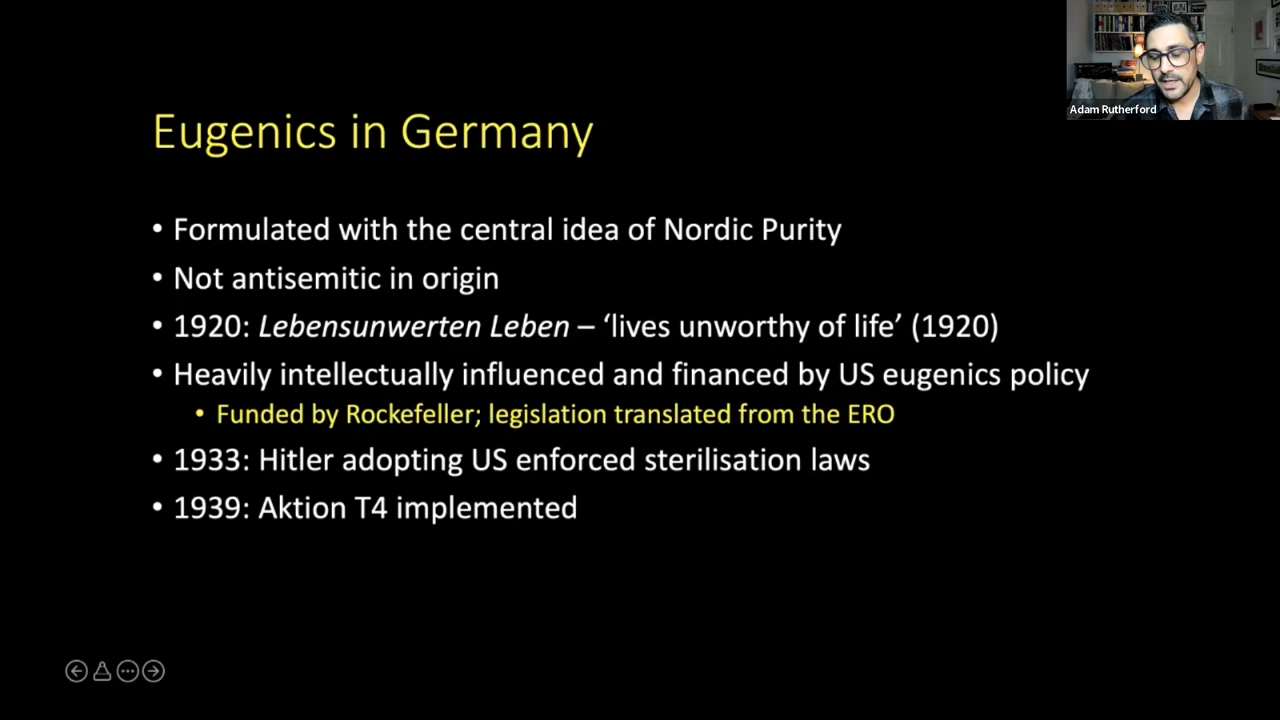 Adam Rutherford
Eugenics in Germany
• Formulated with the central idea of Nordic Purity
• Not antisemitic in origin
• 1920: Lebensunwerten Leben – ‘lives unworthy of life’ (1920)
• Heavily intellectually influenced and financed by US eugenics policy
• Funded by Rockefeller; legislation translated from the ERO
• 1933: Hitler adopting US enforced sterilisation laws
• 1939: Aktion T4 implemented